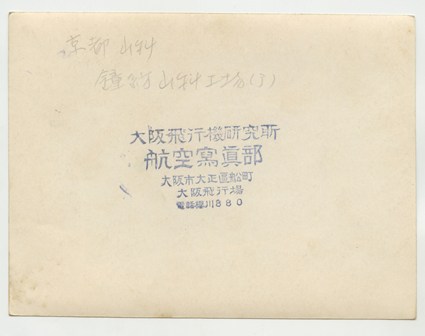 京都 山科
鐘紡山科工場(3)
大阪飛行機研究所
航空寫眞部
大阪市大正區船町
大阪飛行場
電話櫻川880